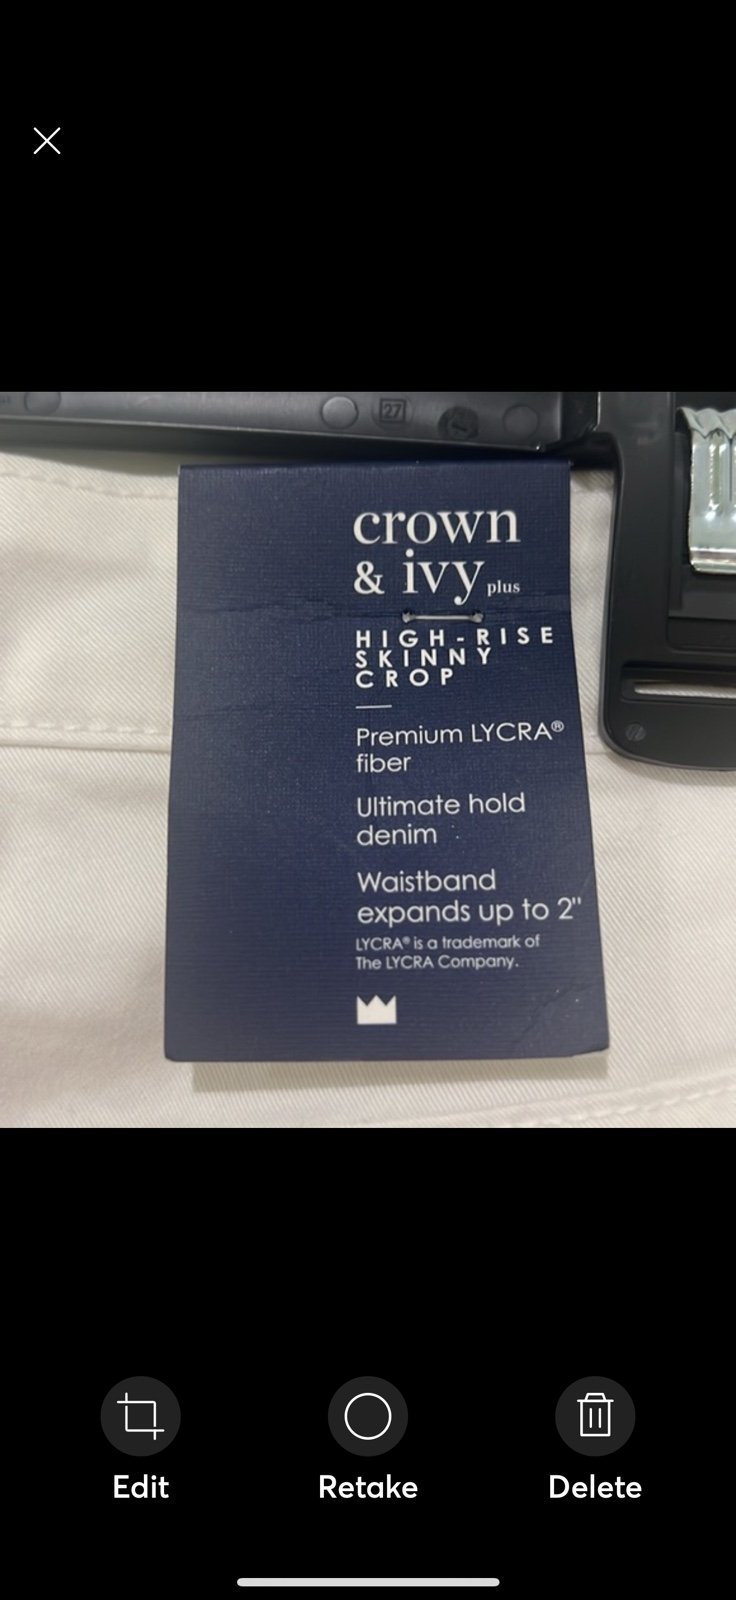 27
crown
& ivy plus
HIGH-RISE
SKINNY
CROP
Premium LYCRA®
fiber
Ultimate hold
denim
Waistband
expands up to 2"
LYCRA® is a trademark of
The LYCRA Company.
Edit Retake Delete